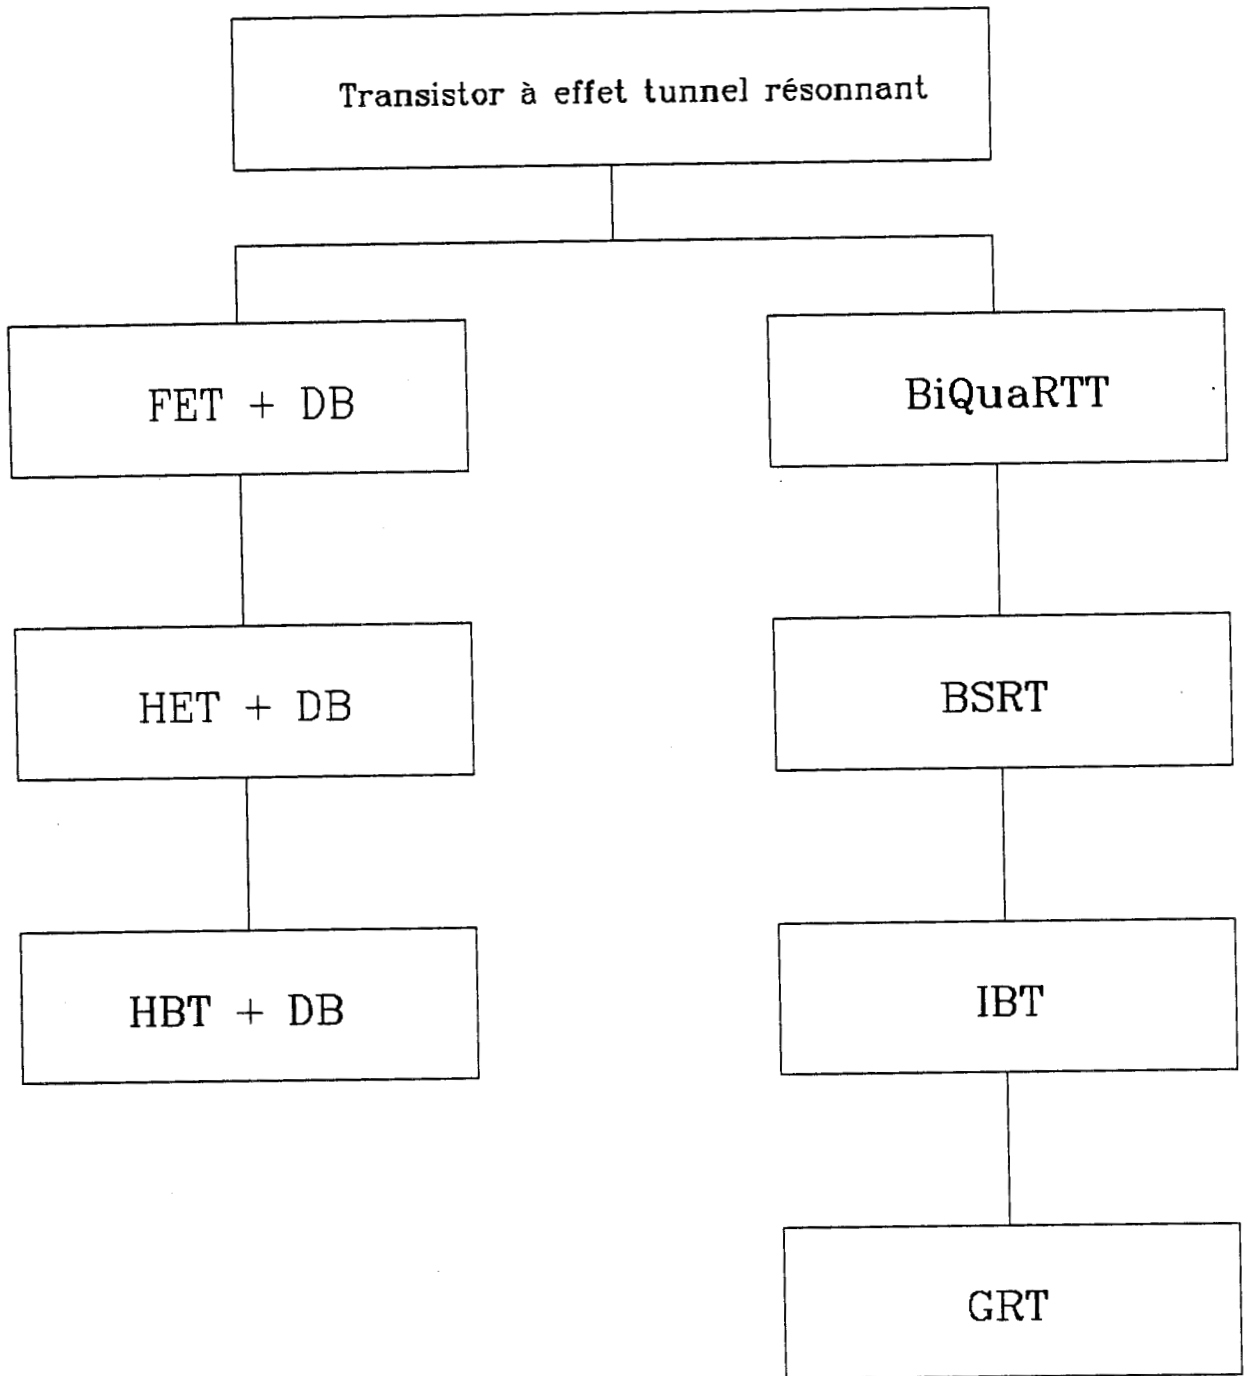 Transistor à effet tunnel résonnant
FET + DB
BiQuaRTT
HET + DB
BSRT
HBT + DB
IBT
GRT